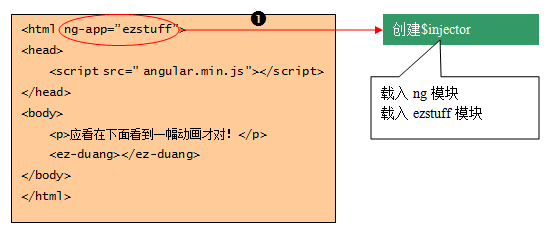 ❶
<html ng-app="ezstuff">
<head>
<script src=" angular.min.js"></script>
</head>
<body>
<p>应看在下面看到一幅动画才对！</p>
<ez-duang></ez-duang>
</body>
</html>
创建$injector
载入 ng 模块
载入 ezstuff 模块